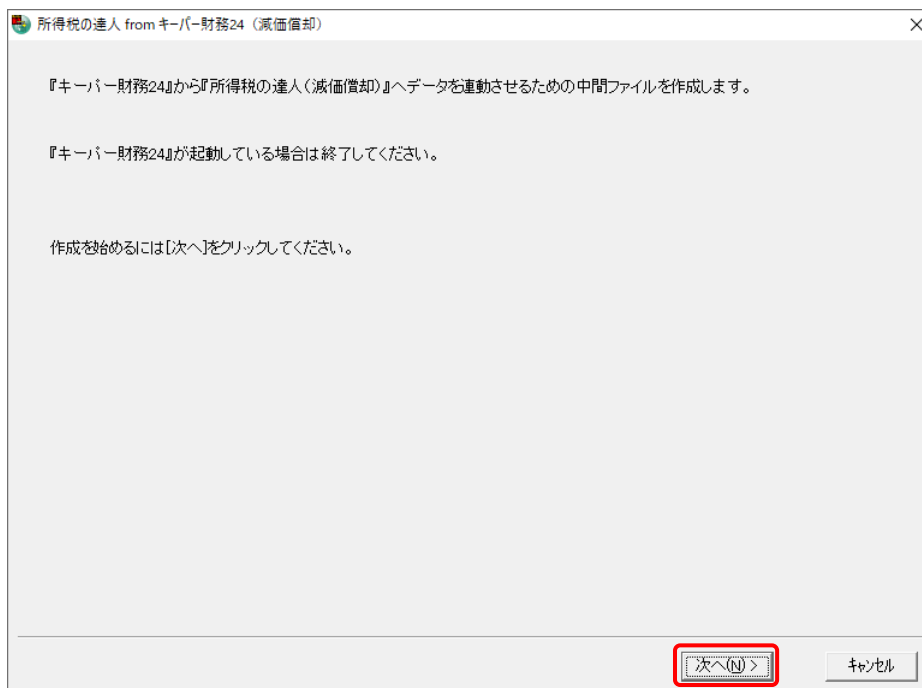 所得税の達人 from キーパー財務24（減価償却）
『キーパー財務24』から『所得税の達人（減価償却）』へデータを連動させるための中間ファイルを作成します。
『キーパー財務24』が起動している場合は終了してください。
作成を始めるには[次へ]をクリックしてください。
次へ(N) >
キャンセル